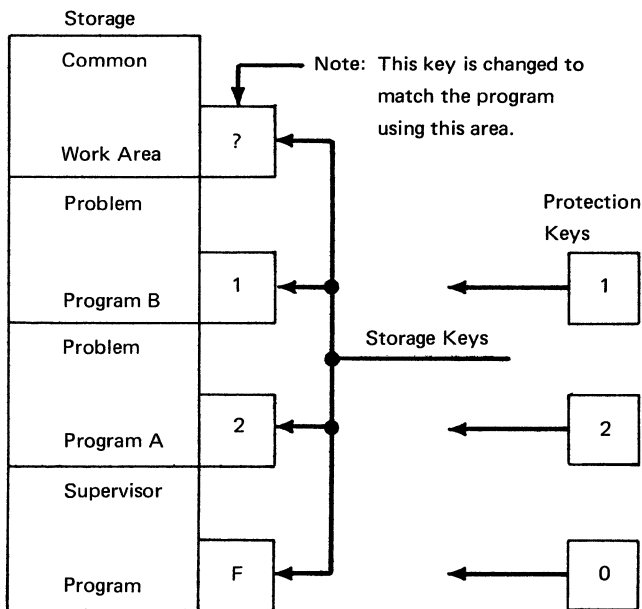 Storage
Common
Note: This key is changed to
match the program
using this area.
?
Work Area
Problem
Protection
Keys
1
1
Program B
Problem
Storage Keys
2
2
Program A
Supervisor
F
0
Program